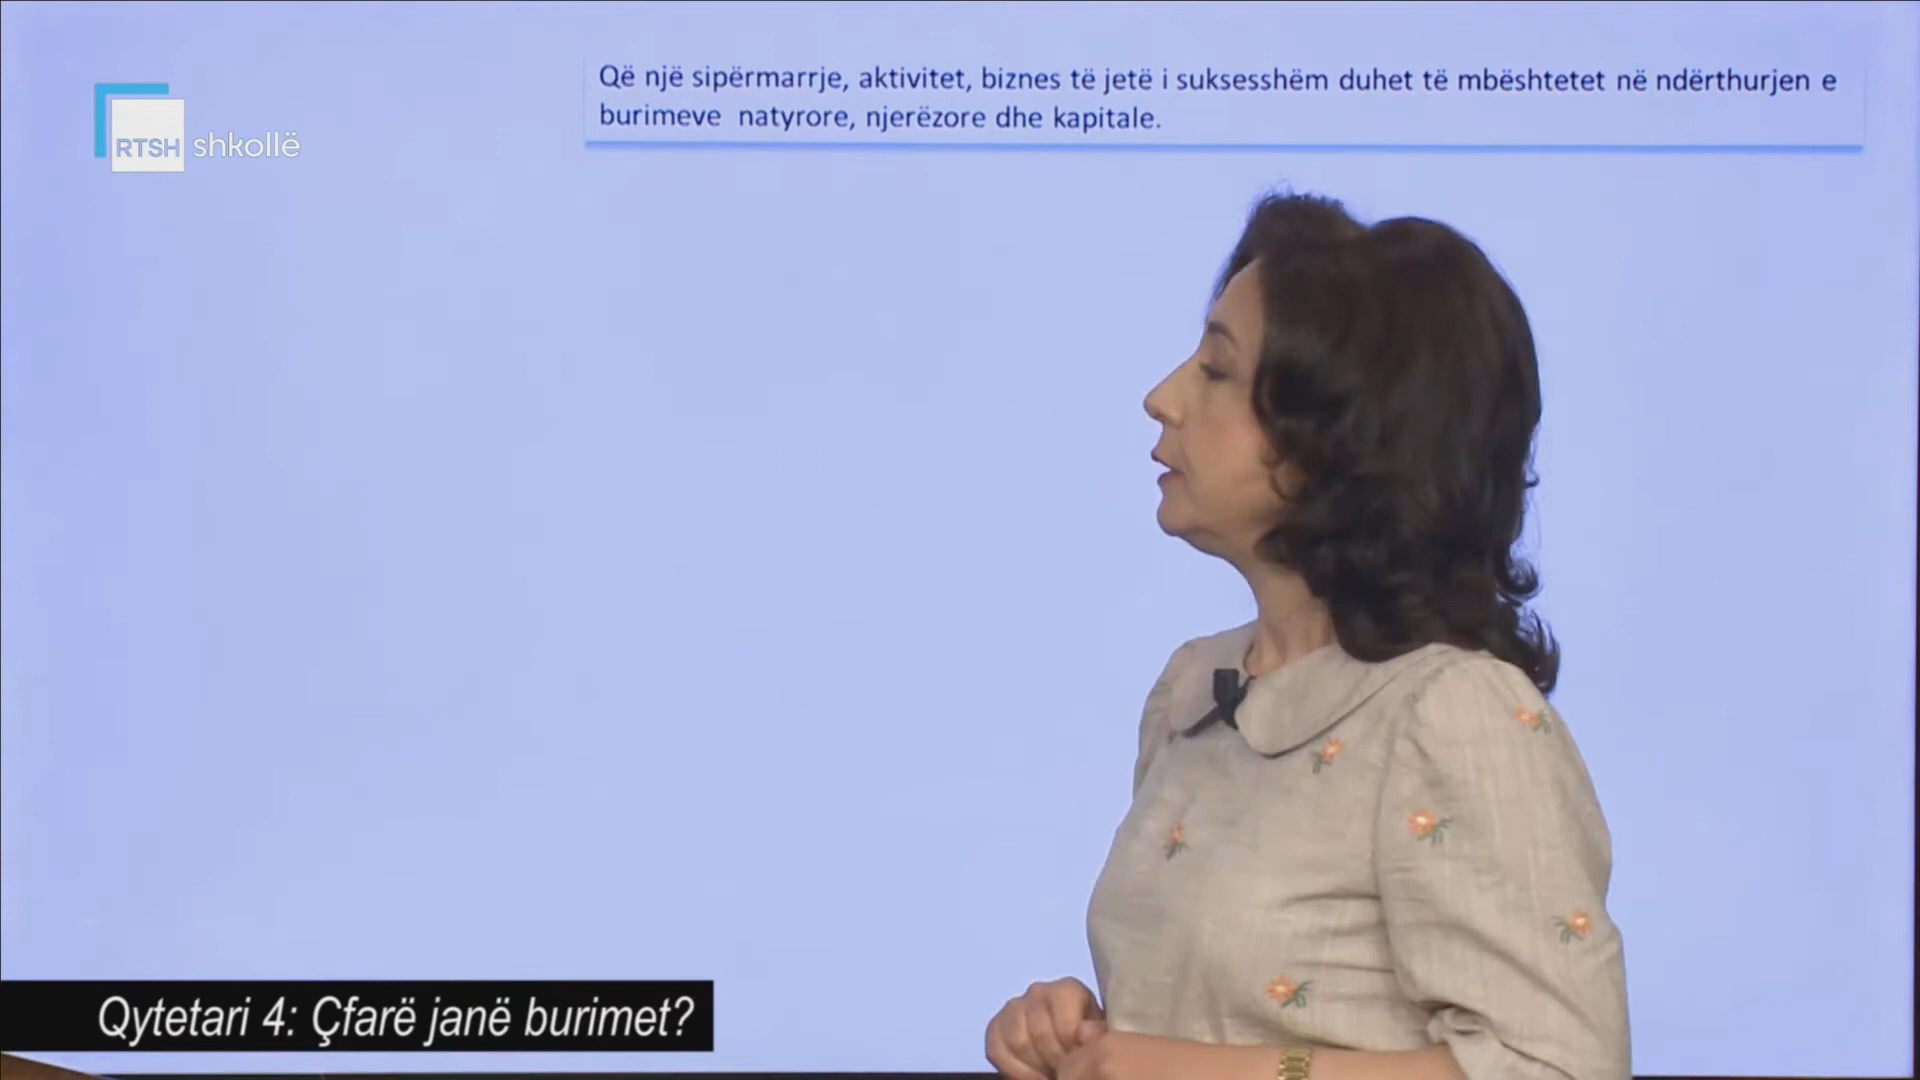 Që një sipërmarrje, aktivitet, biznes të jetë i suksesshëm duhet të mbështetet në ndërthurjen e
burimeve natyrore, njerëzore dhe kapitale.
RTSH shkollë
Qytetari 4: Çfarë janë burimet?